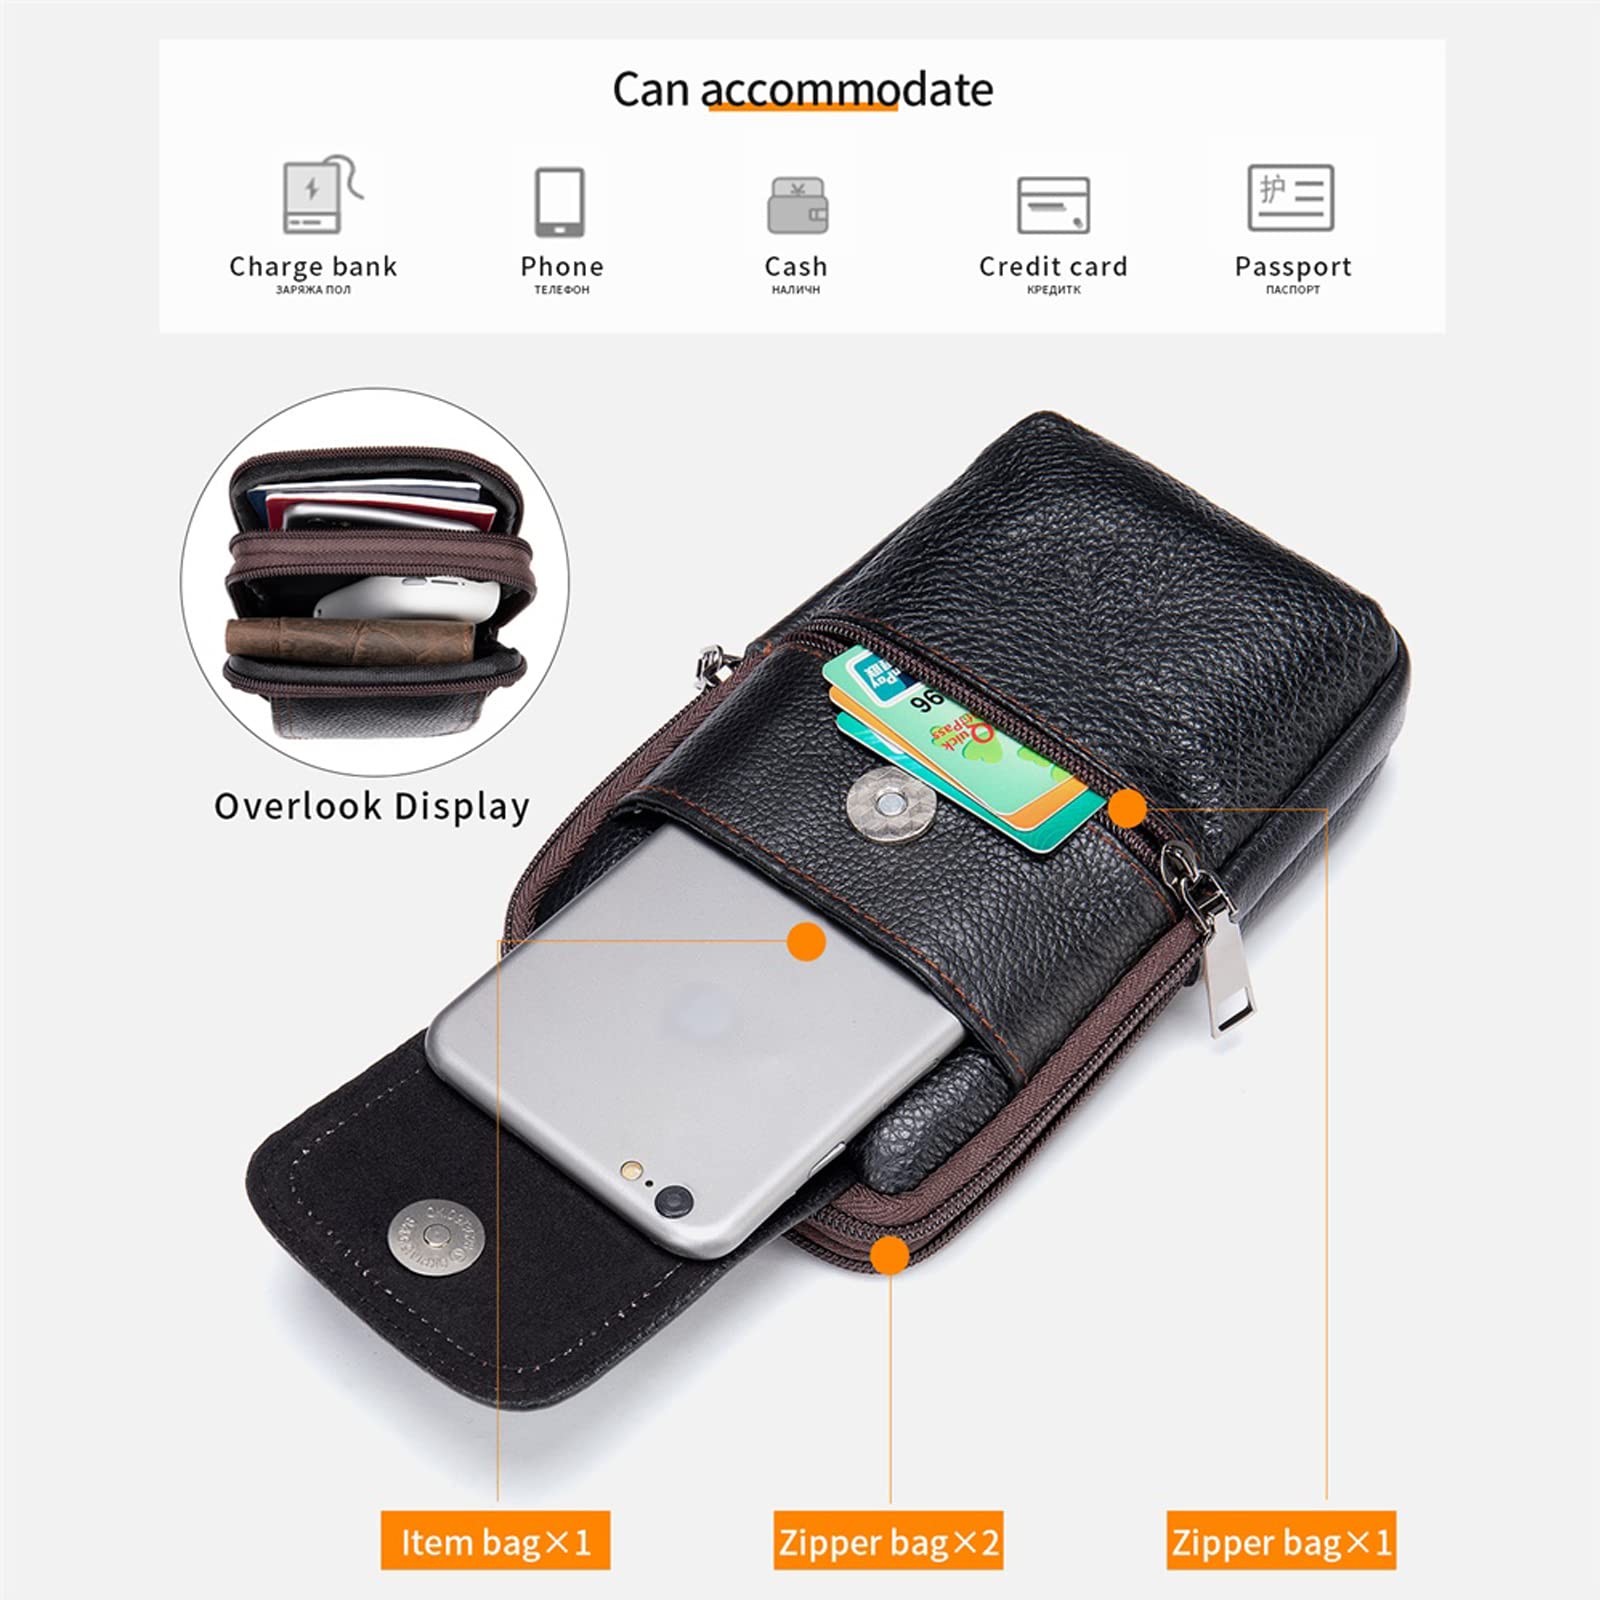 Can accommodate
Charge bank
ЗАРЯЖА ПОЛ
Phone
ТЕЛЕФОН
Cash
НАЛИЧН
Credit card
КРЕДИТК
护
Passport
ПАСПОРТ
Overlook Display
96
Quick
Pass
Item bag×1
Zipper bag×2
Zipper bag×1